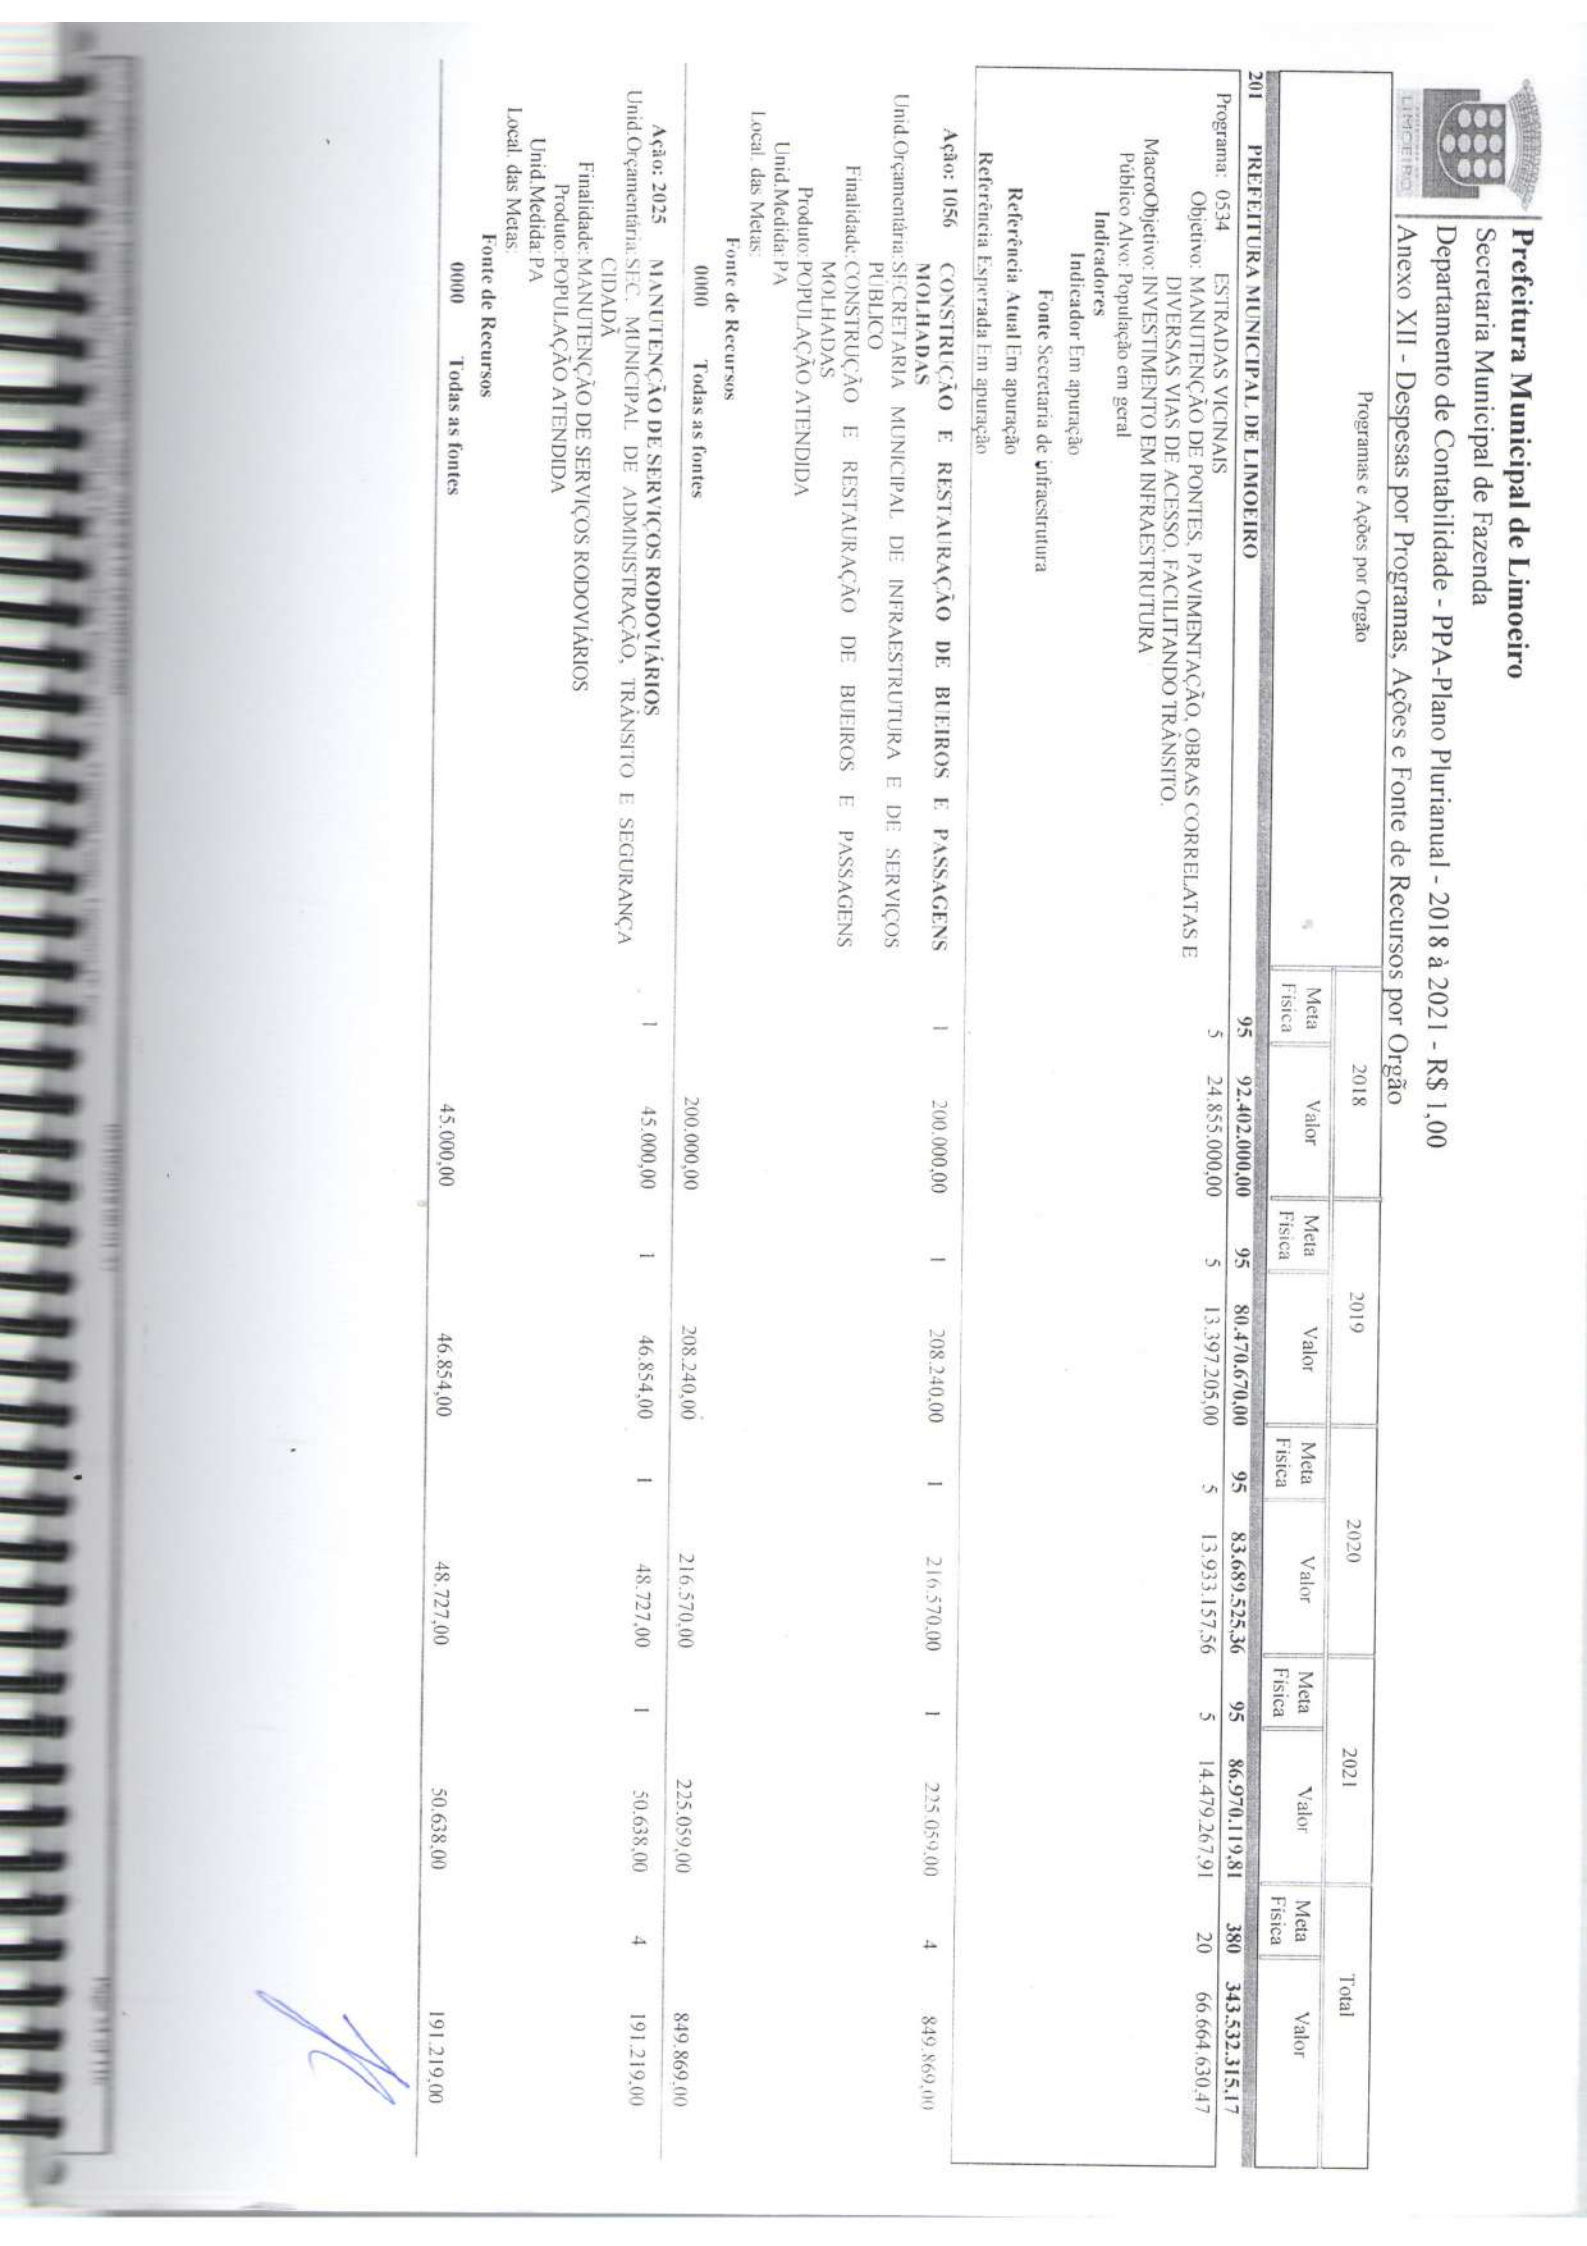 Prefeitura Municipal de Limoeiro
Secretaria Municipal de Fazenda
Departamento de Contabilidade - PPA-Plano Plurianual - 2018 à 2021 - R$ 1,00
Anexo XII - Despesas por Programas, Ações e Fonte de Recursos por Orgão
LIMOEIRO
Programas e Ações por Orgão 2018 2019 2020 2021 Total
Meta Física Valor Meta Física Valor Meta Física Valor Meta Física Valor Meta Física Valor
201 PREFEITURA MUNICIPAL DE LIMOEIRO 95 92.402.000,00 95 80.470.670,00 95 83.689.525,36 95 86.970.119,81 380 343.532.315,17
Programa: 0534 ESTRADAS VICINAIS 5 24.855.000,00 5 13.397.205,00 5 13.933.157,56 5 14.479.267,91 20 66.664.630,47
Objetivo: MANUTENÇÃO DE PONTES, PAVIMENTAÇÃO, OBRAS CORRELATAS E
DIVERSAS VIAS DE ACESSO, FACILITANDO TRÂNSITO.
MacroObjetivo: INVESTIMENTO EM INFRAESTRUTURA
Público Alvo: População em geral
Indicadores
Indicador Em apuração
Fonte Secretaria de infraestrutura
Referência Atual Em apuração
Referência Esperada Em apuração
Ação: 1056 CONSTRUÇÃO E RESTAURAÇÃO DE BUEIROS E PASSAGENS 1 200.000,00 1 208.240,00 1 216.570,00 1 225.059,00 4 849.869,00
MOLHADAS
Unid.Orçamentária: SECRETARIA MUNICIPAL DE INFRAESTRUTURA E DE SERVIÇOS
PÚBLICO
Finalidade: CONSTRUÇÃO E RESTAURAÇÃO DE BUEIROS E PASSAGENS
MOLHADAS
Produto: POPULAÇÃO ATENDIDA
Unid.Medida: PA
Local. das Metas:
Fonte de Recursos
0000 Todas as fontes 200.000,00 208.240,00 216.570,00 225.059,00 849.869,00
Ação: 2025 MANUTENÇÃO DE SERVIÇOS RODOVIÁRIOS 1 45.000,00 1 46.854,00 1 48.727,00 1 50.638,00 4 191.219,00
Unid.Orçamentária: SEC. MUNICIPAL DE ADMINISTRAÇÃO, TRÂNSITO E SEGURANÇA
CIDADÃ
Finalidade: MANUTENÇÃO DE SERVIÇOS RODOVIÁRIOS
Produto: POPULAÇÃO ATENDIDA
Unid.Medida: PA
Local. das Metas:
Fonte de Recursos
0000 Todas as fontes 45.000,00 46.854,00 48.727,00 50.638,00 191.219,00